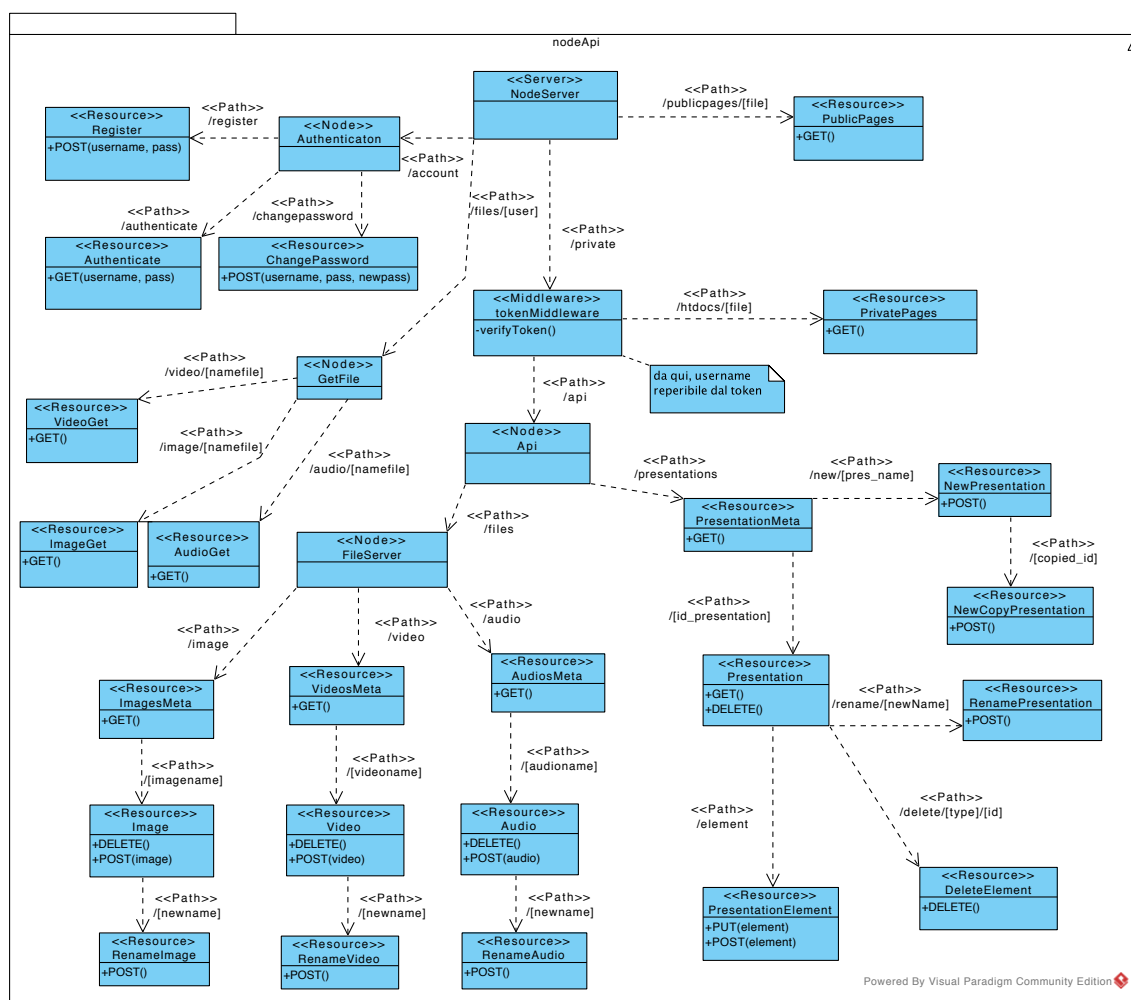 nodeApi
<<Server>>
NodeServer
<<Path>>
/publicpages/[file]
<<Resource>>
PublicPages
+GET()
<<Resource>>
Register
+POST(username, pass)
<<Path>>
/register
<<Node>>
Authenticaton
<<Path>>
/account
<<Path>>
/authenticate
<<Path>>
/changepassword
<<Path>>
/files/[user]
<<Path>>
/private
<<Resource>>
Authenticate
+GET(username, pass)
<<Resource>>
ChangePassword
+POST(username, pass, newpass)
<<Middleware>>
tokenMiddleware
-verifyToken()
<<Path>>
/htdocs/[file]
<<Resource>>
PrivatePages
+GET()
da qui, username
reperibile dal token
<<Path>>
/video/[namefile]
<<Node>>
GetFile
<<Path>>
/api
<<Resource>>
VideoGet
+GET()
<<Path>>
/image/[namefile]
<<Path>>
/audio/[namefile]
<<Node>>
Api
<<Path>>
/presentations
<<Path>>
/new/[pres_name]
<<Resource>>
NewPresentation
+POST()
<<Resource>>
ImageGet
+GET()
<<Resource>>
AudioGet
+GET()
<<Path>>
/files
<<Node>>
FileServer
<<Resource>>
PresentationMeta
+GET()
<<Path>>
/[copied_id]
<<Resource>>
NewCopyPresentation
+POST()
<<Path>>
/image
<<Path>>
/video
<<Path>>
/audio
<<Path>>
/[id_presentation]
<<Resource>>
ImagesMeta
+GET()
<<Resource>>
VideosMeta
+GET()
<<Resource>>
AudiosMeta
+GET()
<<Resource>>
Presentation
+GET()
+DELETE()
<<Path>>
/rename/[newName]
<<Resource>>
RenamePresentation
+POST()
<<Path>>
/[imagename]
<<Path>>
/[videoname]
<<Path>>
/[audioname]
<<Path>>
/element
<<Path>>
/delete/[type]/[id]
<<Resource>>
Image
+DELETE()
+POST(image)
<<Resource>>
Video
+DELETE()
+POST(video)
<<Resource>>
Audio
+DELETE()
+POST(audio)
<<Path>>
/[newname]
<<Path>>
/[newname]
<<Path>>
/[newname]
<<Resource>>
PresentationElement
+PUT(element)
+POST(element)
<<Resource>>
DeleteElement
+DELETE()
<<Resource>
RenameImage
+POST()
<<Resource>>
RenameVideo
+POST()
<<Resource>>
RenameAudio
+POST()
Powered By Visual Paradigm Community Edition